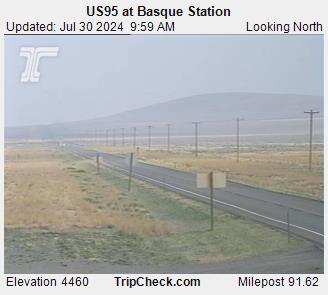 US95 at Basque Station
Updated: Jul 30 2024 9:59 AM Looking North
Elevation 4460 TripCheck.com Milepost 91.62